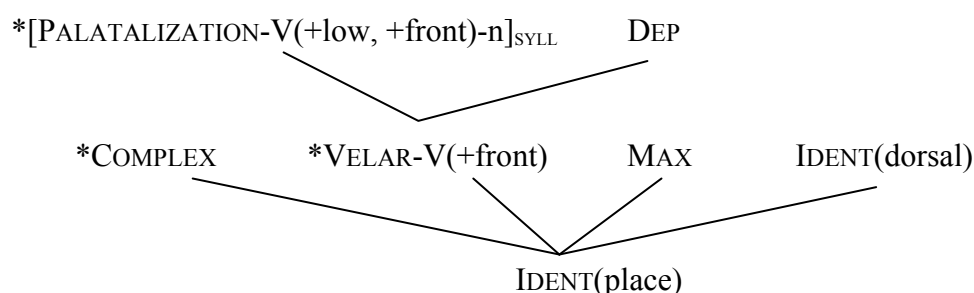 *[PALATALIZATION-V(+low, +front)-n]SYLL DEP
*COMPLEX *VELAR-V(+front) MAX IDENT(dorsal)
IDENT(place)